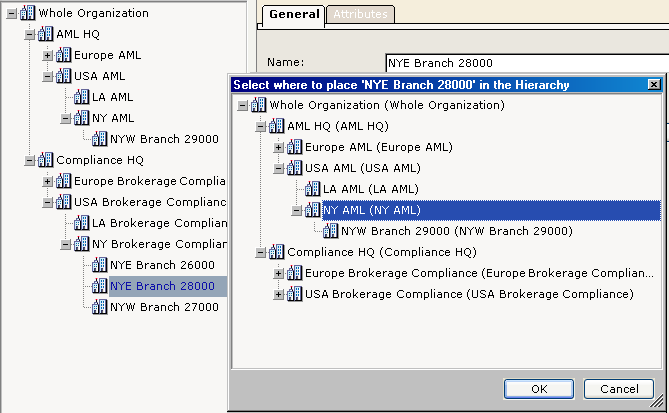 Whole Organization
AML HQ
Europe AML
USA AML
LA AML
NY AML
NYW Branch 29000
Compliance HQ
Europe Brokerage Complia
USA Brokerage Complianc
LA Brokerage Complianc
NY Brokerage Complian
NYE Branch 26000
NYE Branch 28000
NYW Branch 27000
General Attributes
Name: NYE Branch 28000
Select where to place 'NYE Branch 28000' in the Hierarchy
Whole Organization (Whole Organization)
AML HQ (AML HQ)
Europe AML (Europe AML)
USA AML (USA AML)
LA AML (LA AML)
NY AML (NY AML)
NYW Branch 29000 (NYW Branch 29000)
Compliance HQ (Compliance HQ)
Europe Brokerage Compliance (Europe Brokerage Complian...
USA Brokerage Compliance (USA Brokerage Compliance)
OK Cancel